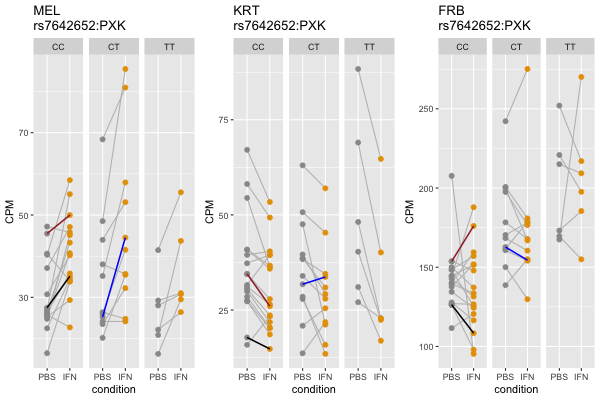 MEL
rs7642652:PXK
CC CT TT
CPM
70
50
30
PBS IFN PBS IFN PBS IFN
condition
KRT
rs7642652:PXK
CC CT TT
CPM
75
50
25
PBS IFN PBS IFN PBS IFN
condition
FRB
rs7642652:PXK
CC CT TT
CPM
250
200
150
100
PBS IFN PBS IFN PBS IFN
condition